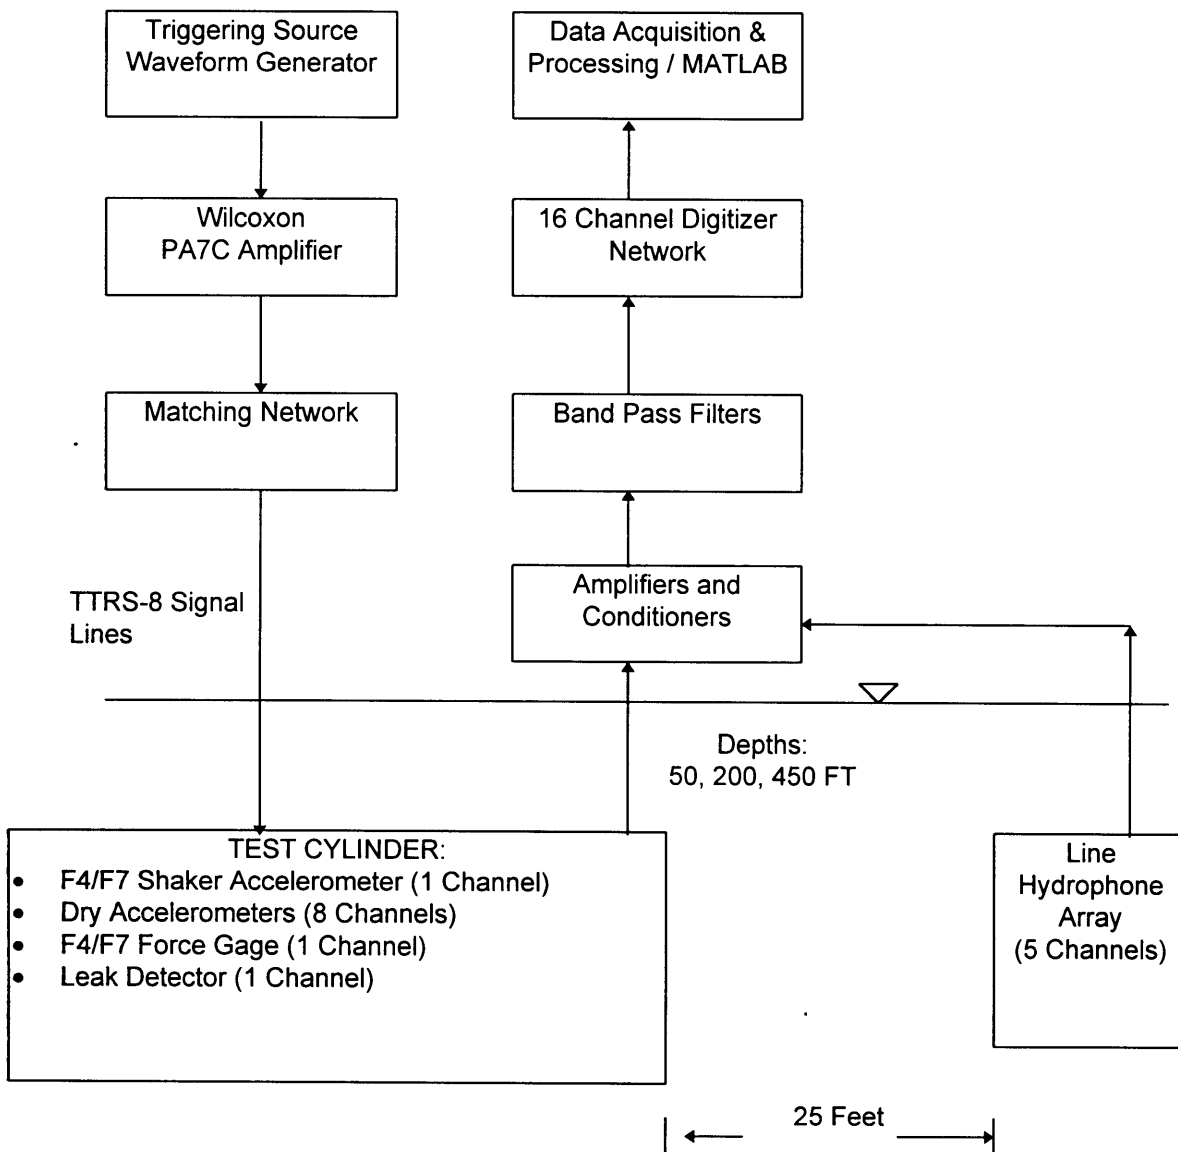 Triggering Source
Waveform Generator
Data Acquisition &
Processing / MATLAB
Wilcoxon
PA7C Amplifier
16 Channel Digitizer
Network
Matching Network
Band Pass Filters
TTRS-8 Signal
Lines
Amplifiers and
Conditioners
Depths:
50, 200, 450 FT
TEST CYLINDER:
• F4/F7 Shaker Accelerometer (1 Channel)
• Dry Accelerometers (8 Channels)
• F4/F7 Force Gage (1 Channel)
• Leak Detector (1 Channel)
Line
Hydrophone
Array
(5 Channels)
25 Feet